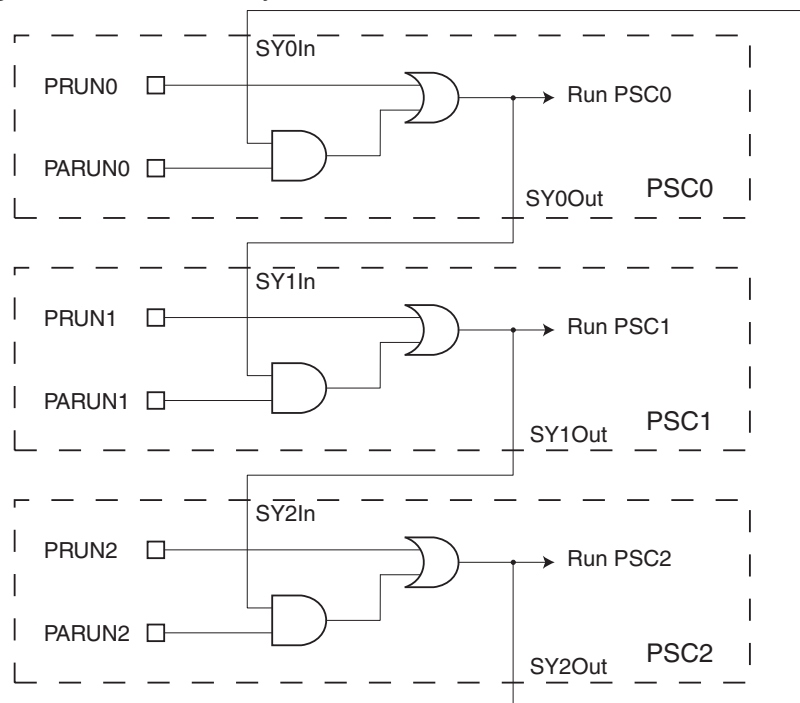 SY0In
PRUN0
Run PSC0
PARUN0
PSC0
SY0Out
SY1In
PRUN1
Run PSC1
PARUN1
PSC1
SY1Out
SY2In
PRUN2
Run PSC2
PARUN2
PSC2
SY2Out